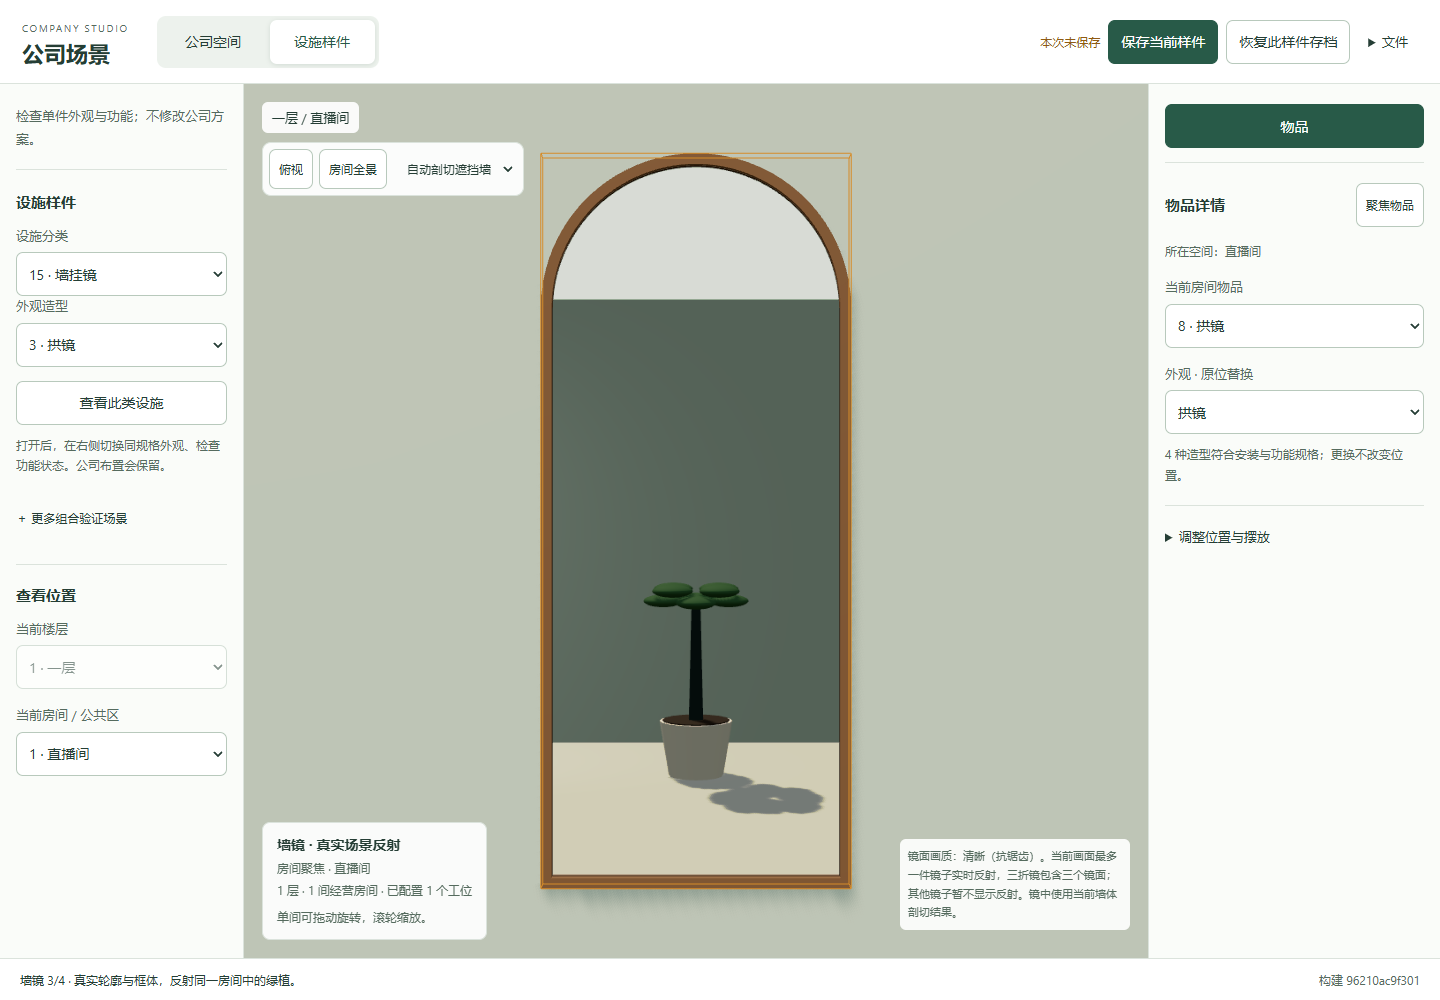 COMPANY STUDIO
公司场景
公司空间
设施样件
本次未保存
保存当前样件
恢复此样件存档
▶ 文件
检查单件外观与功能；不修改公司方
案。
设施样件
设施分类
15 · 墙挂镜
外观造型
3 · 拱镜
查看此类设施
打开后，在右侧切换同规格外观、检查
功能状态。公司布置会保留。
+ 更多组合验证场景
查看位置
当前楼层
1 · 一层
当前房间 / 公共区
1 · 直播间
一层 / 直播间
俯视
房间全景
自动剖切遮挡墙
墙镜 · 真实场景反射
房间聚焦 · 直播间
1 层 · 1 间经营房间 · 已配置 1 个工位
单间可拖动旋转，滚轮缩放。
镜面画质：清晰（抗锯齿）。当前画面最多
一件镜子实时反射，三折镜包含三个镜面；
其他镜子暂不显示反射。镜中使用当前墙体
剖切结果。
物品
物品详情
聚焦物品
所在空间：直播间
当前房间物品
8 · 拱镜
外观 · 原位替换
拱镜
4 种造型符合安装与功能规格；更换不改变位
置。
▶ 调整位置与摆放
墙镜 3/4 · 真实轮廓与框体，反射同一房间中的绿植。
构建 96210ac9f301